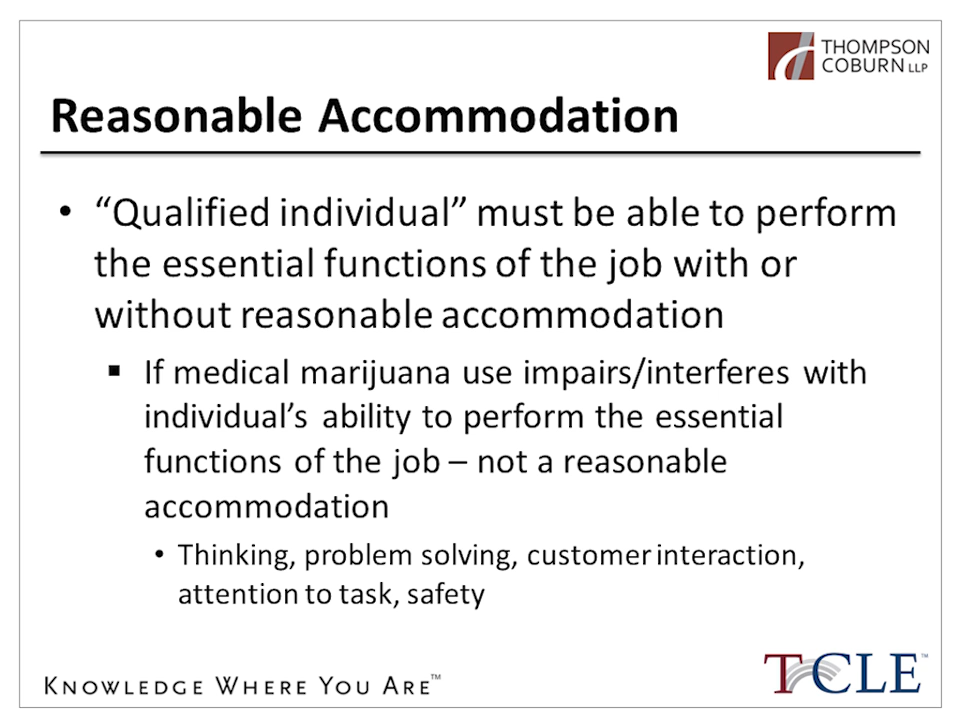 THOMPSON
COBURN LLP
Reasonable Accommodation
• “Qualified individual” must be able to perform
the essential functions of the job with or
without reasonable accommodation
▪ If medical marijuana use impairs/interferes with
individual’s ability to perform the essential
functions of the job – not a reasonable
accommodation
• Thinking, problem solving, customer interaction,
attention to task, safety
KNOWLEDGE WHERE YOU ARE™
TCLE™